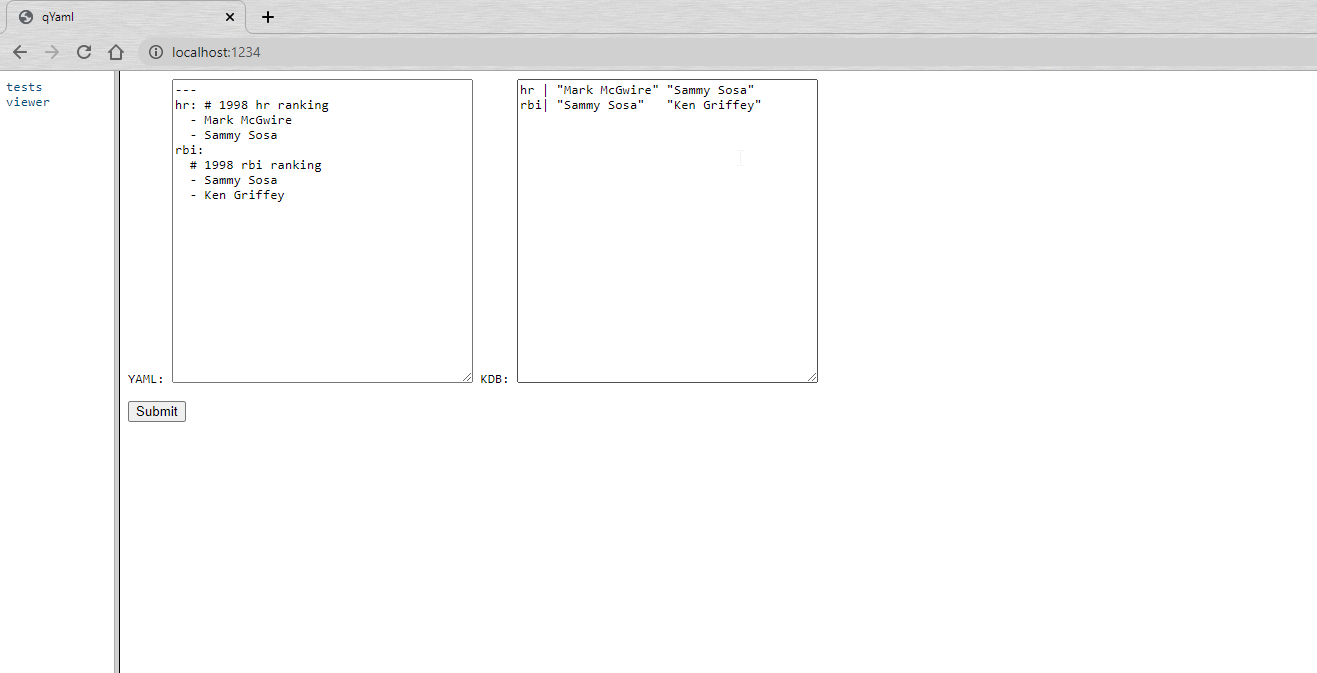 qYaml
localhost:1234
tests
viewer
---
hr: # 1998 hr ranking
  - Mark McGwire
  - Sammy Sosa
rbi:
  # 1998 rbi ranking
  - Sammy Sosa
  - Ken Griffey
YAML:
hr | "Mark McGwire" "Sammy Sosa"
rbi| "Sammy Sosa"   "Ken Griffey"
KDB:
Submit